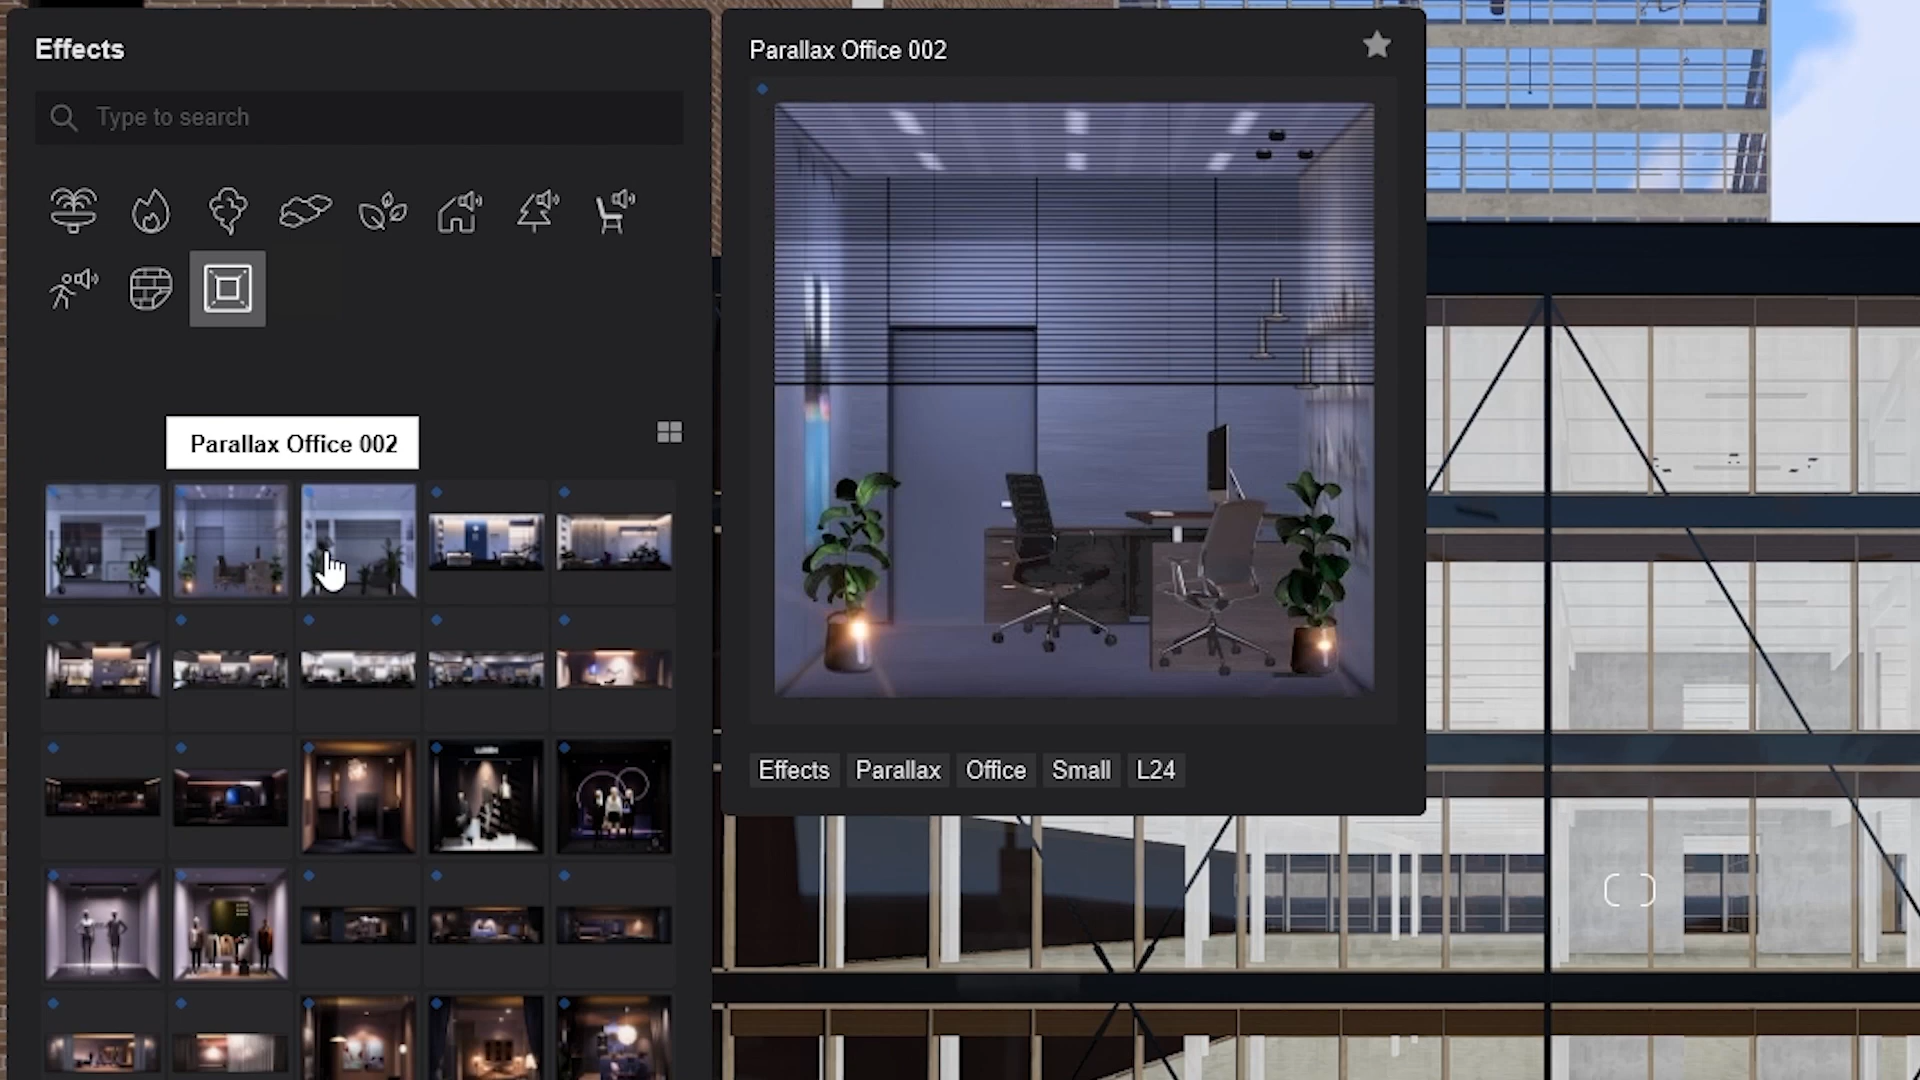 Effects
Type to search
Parallax Office 002
Parallax Office 002
Effects
Parallax
Office
Small
L24